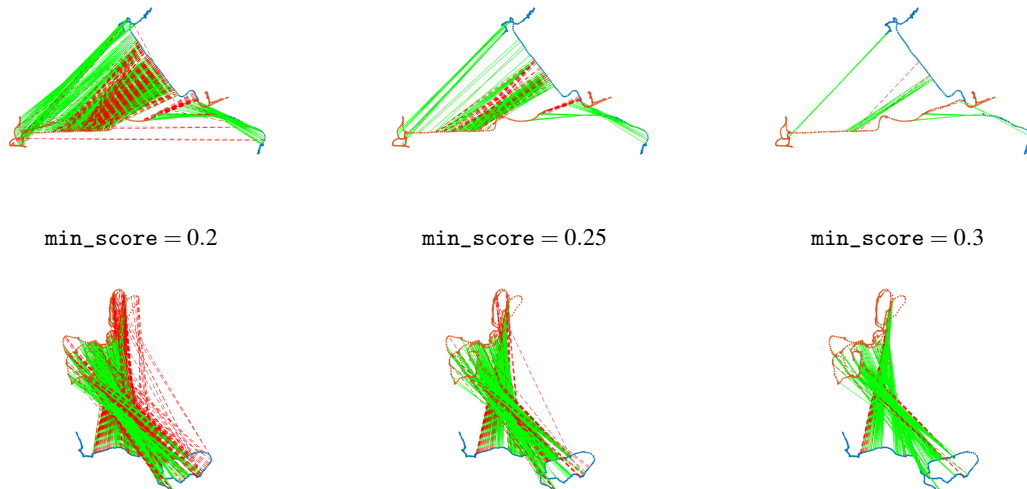 min_score = 0.2
min_score = 0.25
min_score = 0.3